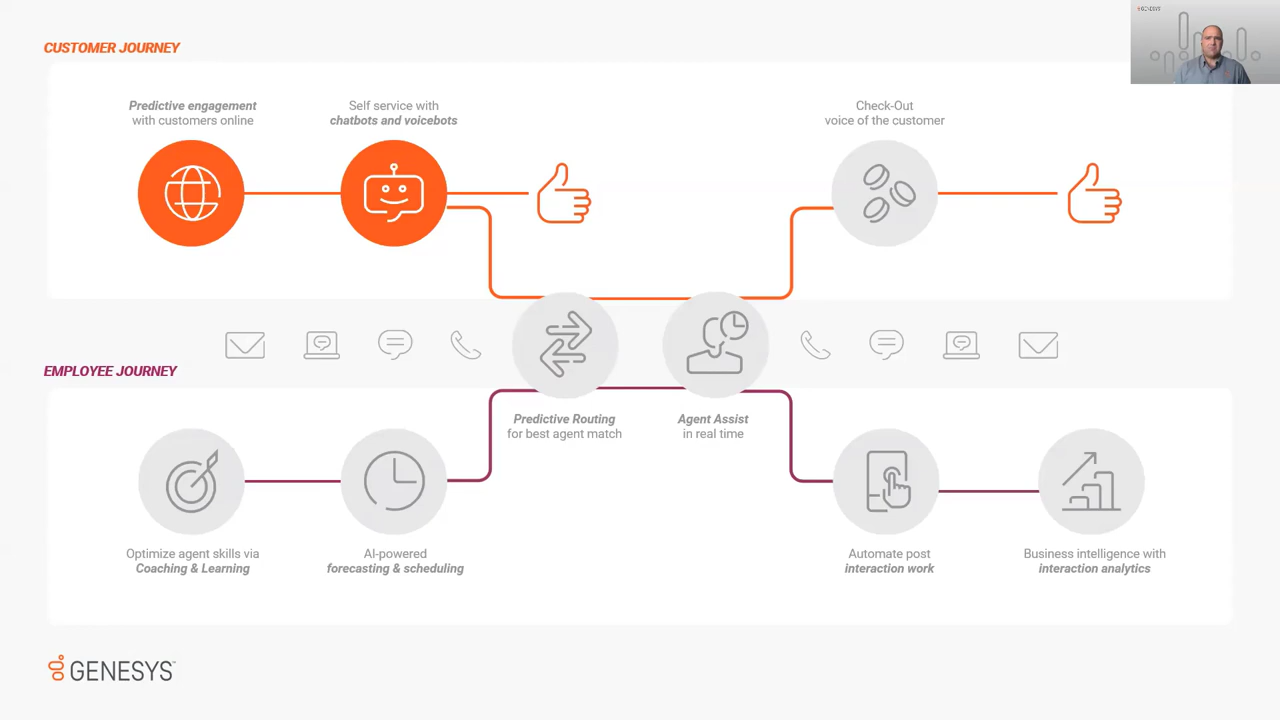 GENESYS
CUSTOMER JOURNEY
Predictive engagement
with customers online
Self service with
chatbots and voicebots
Check-Out
voice of the customer
EMPLOYEE JOURNEY
Predictive Routing
for best agent match
Agent Assist
in real time
Optimize agent skills via
Coaching & Learning
AI-powered
forecasting & scheduling
Automate post
interaction work
Business intelligence with
interaction analytics
GENESYS™